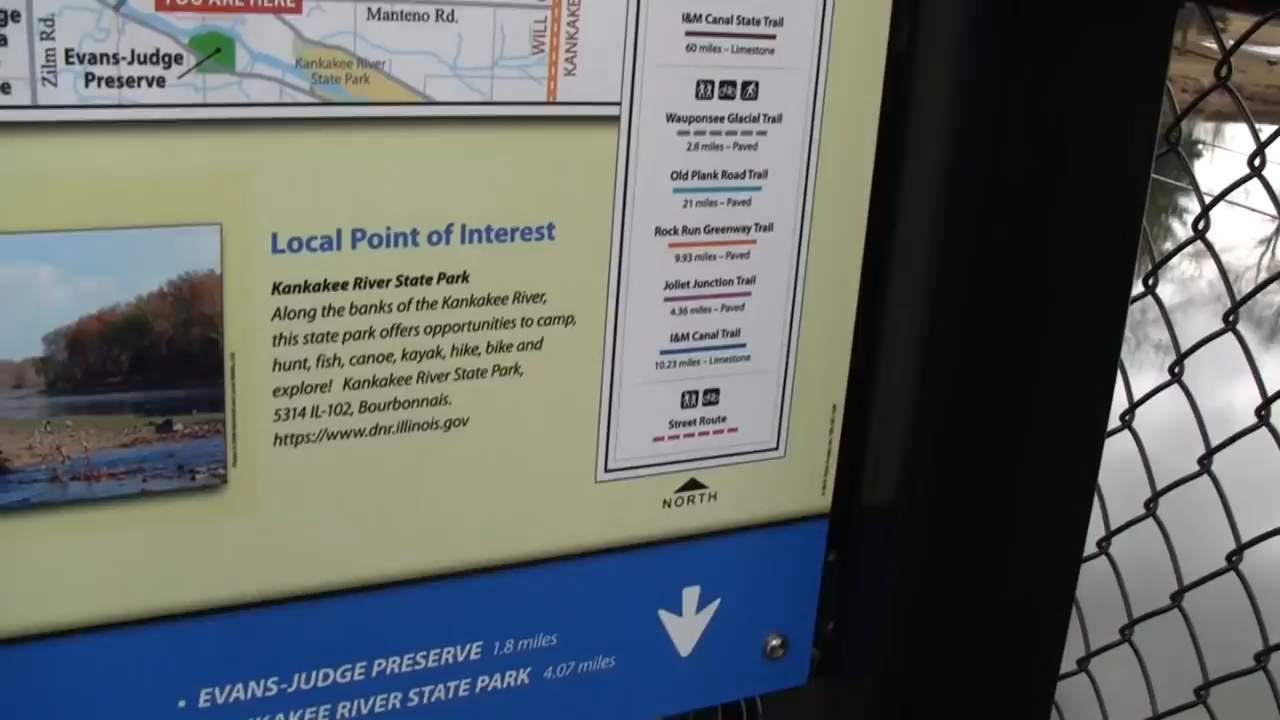 YOU ARE HERE
Manteno Rd.
Zilm Rd.
Evans-Judge
Preserve
Kankakee River
State Park
WILL
KANKAKE
I&M Canal State Trail
60 miles – Limestone
Wauponsee Glacial Trail
2.8 miles – Paved
Old Plank Road Trail
21 miles – Paved
Rock Run Greenway Trail
9.93 miles – Paved
Joliet Junction Trail
4.36 miles – Paved
I&M Canal Trail
10.23 miles – Limestone
Street Route
NORTH
Local Point of Interest
Kankakee River State Park
Along the banks of the Kankakee River,
this state park offers opportunities to camp,
hunt, fish, canoe, kayak, hike, bike and
explore! Kankakee River State Park,
5314 IL-102, Bourbonnais.
https://www.dnr.illinois.gov
• EVANS-JUDGE PRESERVE 1.8 miles
KAKEE RIVER STATE PARK 4.07 miles